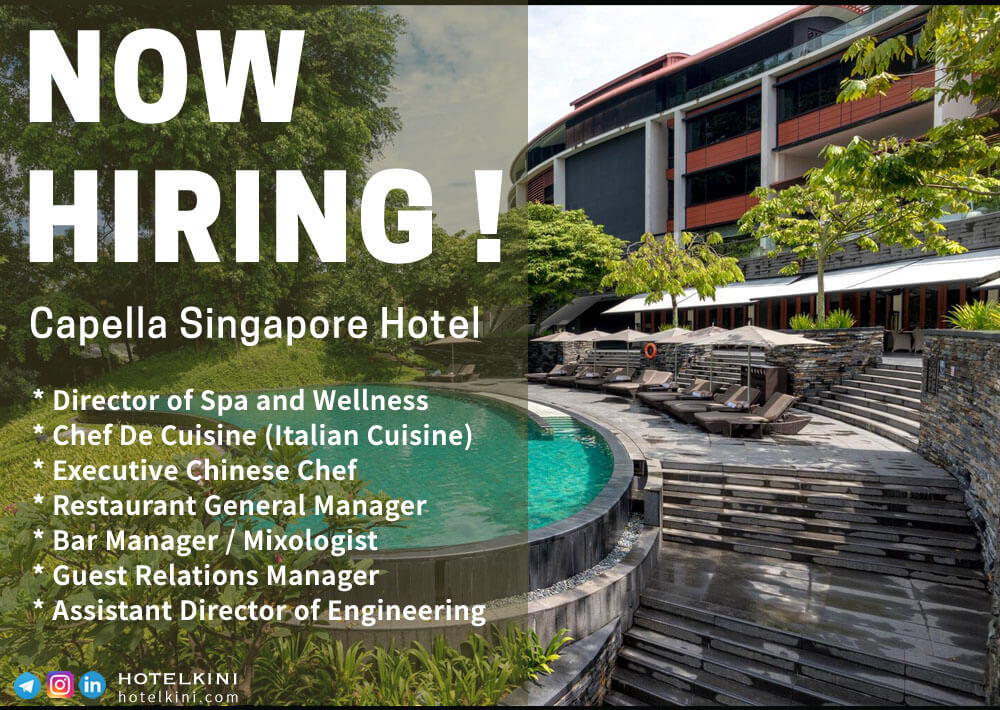 NOW
HIRING !
Capella Singapore Hotel
* Director of Spa and Wellness
* Chef De Cuisine (Italian Cuisine)
* Executive Chinese Chef
* Restaurant General Manager
* Bar Manager / Mixologist
* Guest Relations Manager
* Assistant Director of Engineering
in HOTELKINI
hotelkini.com